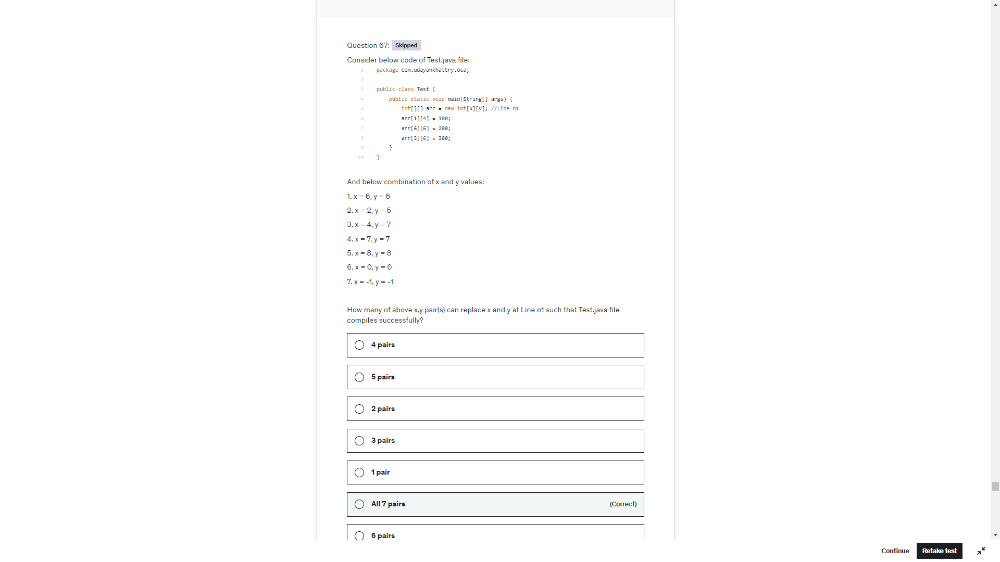 Question 67: Skipped
Consider below code of Test.java file:
1 package com.udayankhattry.oca;
2
3 public class Test {
4 public static void main(String[] args) {
5 int[][] arr = new int[x][y]; //Line n1
6 arr[1][4] = 100;
7 arr[6][6] = 200;
8 arr[3][6] = 300;
9 }
10 }
And below combination of x and y values:
1. x = 6, y = 6
2. x = 2, y = 5
3. x = 4, y = 7
4. x = 7, y = 7
5. x = 8, y = 8
6. x = 0, y = 0
7. x = -1, y = -1
How many of above x,y pair(s) can replace x and y at Line n1 such that Test.java file
compiles successfully?
4 pairs
5 pairs
2 pairs
3 pairs
1 pair
All 7 pairs (Correct)
6 pairs
Continue Retake test